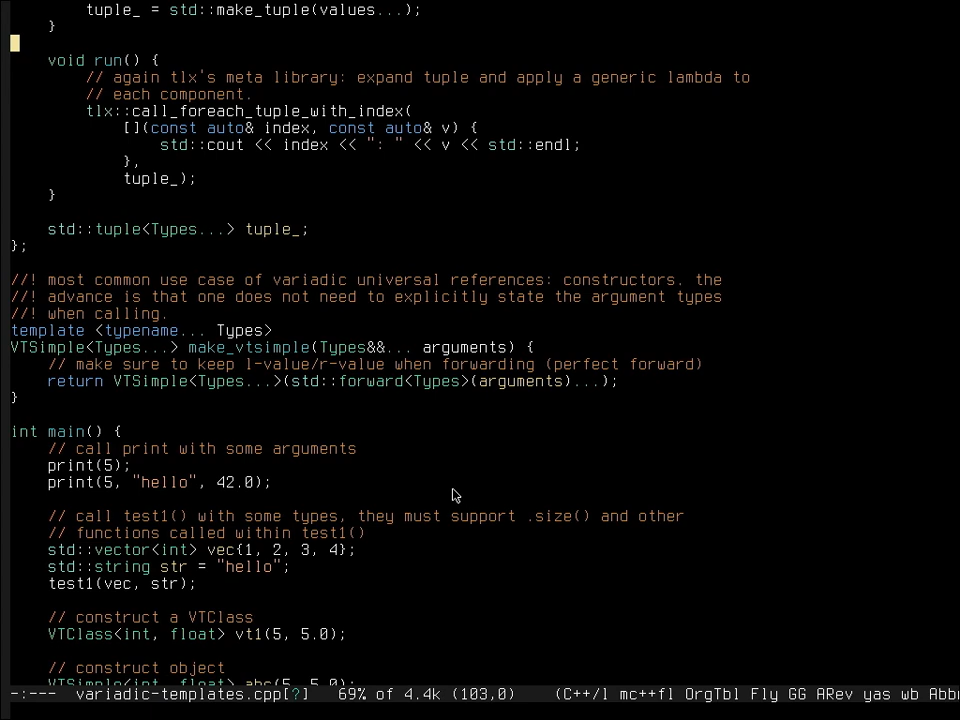 tuple_ = std::make_tuple(values...);
    }

    void run() {
        // again tlx's meta library: expand tuple and apply a generic lambda to
        // each component.
        tlx::call_foreach_tuple_with_index(
            [](const auto& index, const auto& v) {
                std::cout << index << ": " << v << std::endl;
            },
            tuple_);
    }

    std::tuple<Types...> tuple_;
};

//! most common use case of variadic universal references: constructors, the
//! advance is that one does not need to explicitly state the argument types
//! when calling.
template <typename... Types>
VTSimple<Types...> make_vtsimple(Types&&... arguments) {
    // make sure to keep l-value/r-value when forwarding (perfect forward)
    return VTSimple<Types...>(std::forward<Types>(arguments)...);
}

int main() {
    // call print with some arguments
    print(5);
    print(5, "hello", 42.0);

    // call test1() with some types, they must support .size() and other
    // functions called within test1()
    std::vector<int> vec{1, 2, 3, 4};
    std::string str = "hello";
    test1(vec, str);

    // construct a VTClass
    VTClass<int, float> vt1(5, 5.0);

    // construct object
    VTSimple<int, float> abc(5, 5.0);
-:---  variadic-templates.cpp[?]   69% of 4.4k (103,0)    (C++/l mc++fl OrgTbl Fly GG ARev yas wb Abb